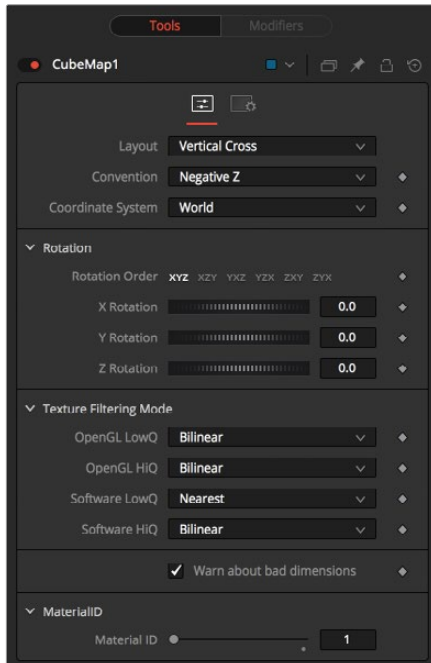 Tools Modifiers
CubeMap1
Layout Vertical Cross
Convention Negative Z
Coordinate System World
Rotation
Rotation Order XYZ XZY YXZ YZX ZXY ZYX
X Rotation 0.0
Y Rotation 0.0
Z Rotation 0.0
Texture Filtering Mode
OpenGL LowQ Bilinear
OpenGL HiQ Bilinear
Software LowQ Nearest
Software HiQ Bilinear
Warn about bad dimensions
MaterialID
Material ID 1